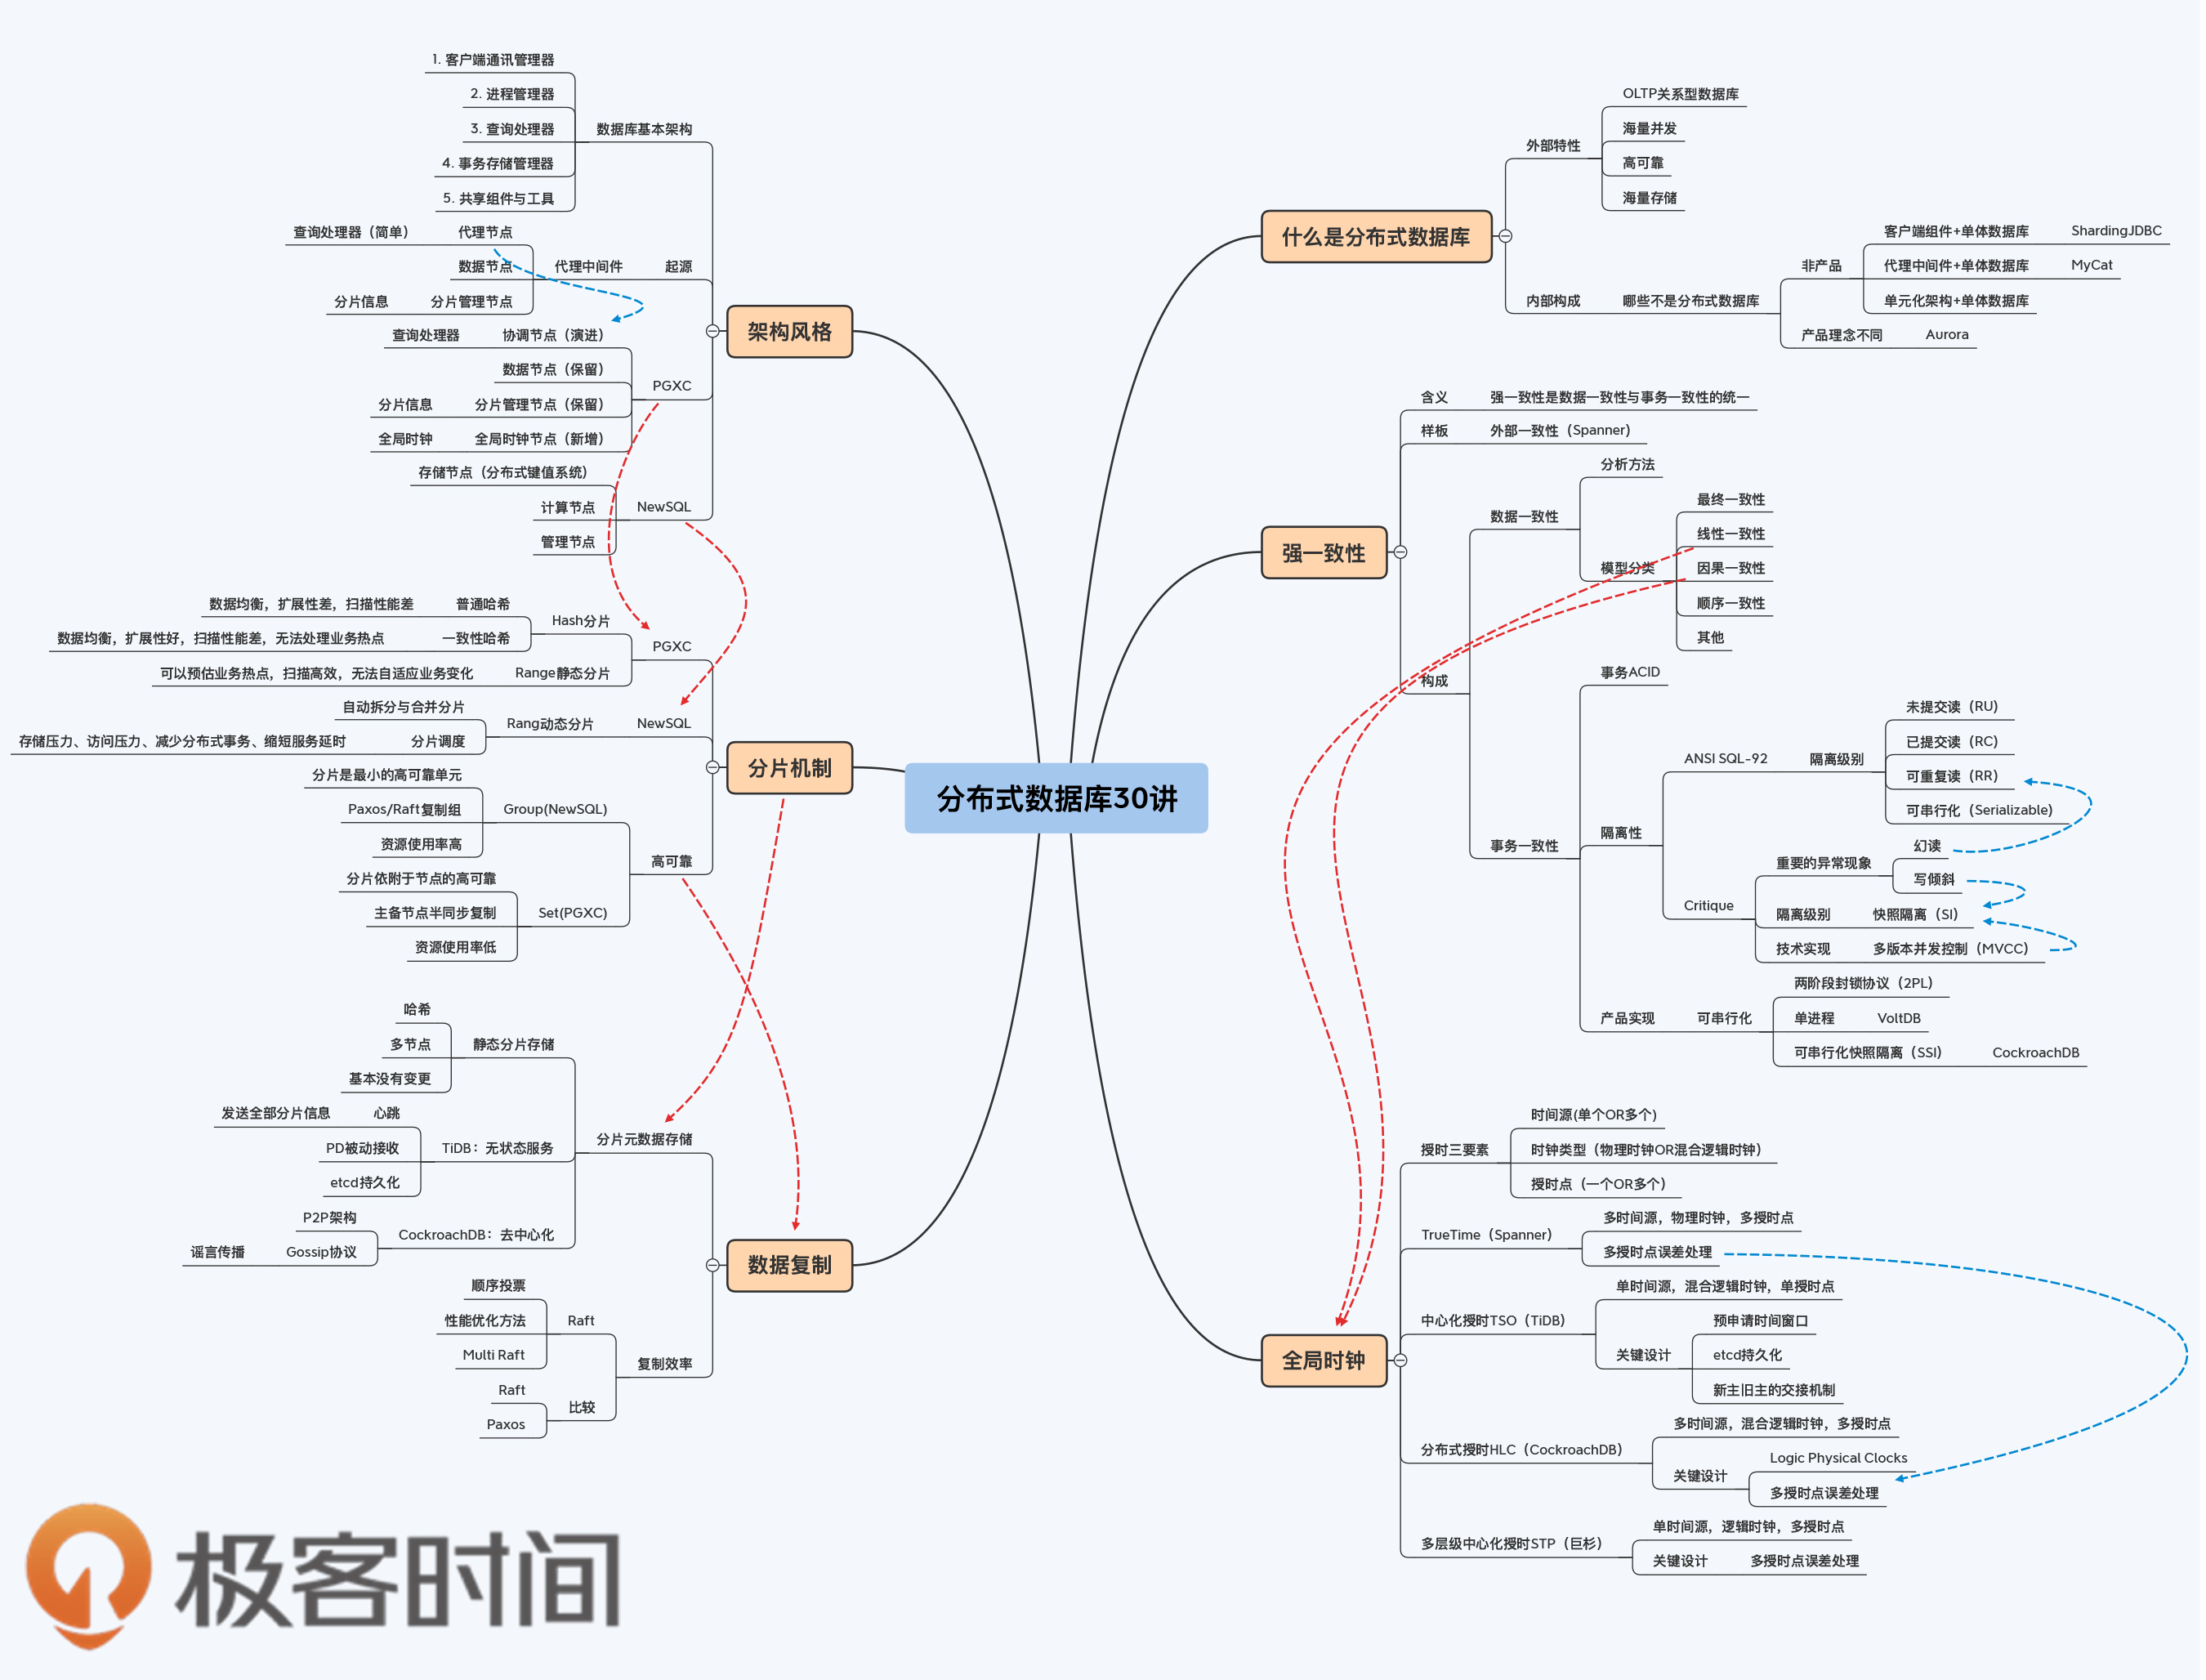 分布式数据库30讲
什么是分布式数据库
外部特性
OLTP关系型数据库
海量并发
高可靠
海量存储
内部构成
哪些不是分布式数据库
非产品
客户端组件+单体数据库
ShardingJDBC
代理中间件+单体数据库
MyCat
单元化架构+单体数据库
产品理念不同
Aurora
强一致性
含义
强一致性是数据一致性与事务一致性的统一
样板
外部一致性（Spanner）
构成
数据一致性
分析方法
模型分类
最终一致性
线性一致性
因果一致性
顺序一致性
其他
事务一致性
事务ACID
隔离性
ANSI SQL-92
隔离级别
未提交读（RU）
已提交读（RC）
可重复读（RR）
可串行化（Serializable）
Critique
重要的异常现象
幻读
写倾斜
隔离级别
快照隔离（SI）
技术实现
多版本并发控制（MVCC）
产品实现
可串行化
两阶段封锁协议（2PL）
单进程
VoltDB
可串行化快照隔离（SSI）
CockroachDB
全局时钟
授时三要素
时间源(单个OR多个)
时钟类型（物理时钟OR混合逻辑时钟）
授时点（一个OR多个）
TrueTime（Spanner）
多时间源，物理时钟，多授时点
多授时点误差处理
中心化授时TSO（TiDB）
单时间源，混合逻辑时钟，单授时点
关键设计
预申请时间窗口
etcd持久化
新主旧主的交接机制
分布式授时HLC（CockroachDB）
多时间源，混合逻辑时钟，多授时点
关键设计
Logic Physical Clocks
多授时点误差处理
多层级中心化授时STP（巨杉）
单时间源，逻辑时钟，多授时点
关键设计
多授时点误差处理
架构风格
数据库基本架构
1. 客户端通讯管理器
2. 进程管理器
3. 查询处理器
4. 事务存储管理器
5. 共享组件与工具
起源
代理中间件
代理节点
查询处理器（简单）
数据节点
分片管理节点
分片信息
PGXC
协调节点（演进）
查询处理器
数据节点（保留）
分片管理节点（保留）
分片信息
全局时钟节点（新增）
全局时钟
NewSQL
存储节点（分布式键值系统）
计算节点
管理节点
分片机制
PGXC
Hash分片
普通哈希
数据均衡，扩展性差，扫描性能差
一致性哈希
数据均衡，扩展性好，扫描性能差，无法处理业务热点
Range静态分片
可以预估业务热点，扫描高效，无法自适应业务变化
NewSQL
Rang动态分片
自动拆分与合并分片
分片调度
存储压力、访问压力、减少分布式事务、缩短服务延时
高可靠
Group(NewSQL)
分片是最小的高可靠单元
Paxos/Raft复制组
资源使用率高
Set(PGXC)
分片依附于节点的高可靠
主备节点半同步复制
资源使用率低
数据复制
分片元数据存储
静态分片存储
哈希
多节点
基本没有变更
TiDB：无状态服务
心跳
发送全部分片信息
PD被动接收
etcd持久化
CockroachDB：去中心化
P2P架构
Gossip协议
谣言传播
复制效率
Raft
顺序投票
性能优化方法
Multi Raft
比较
Raft
Paxos
极客时间